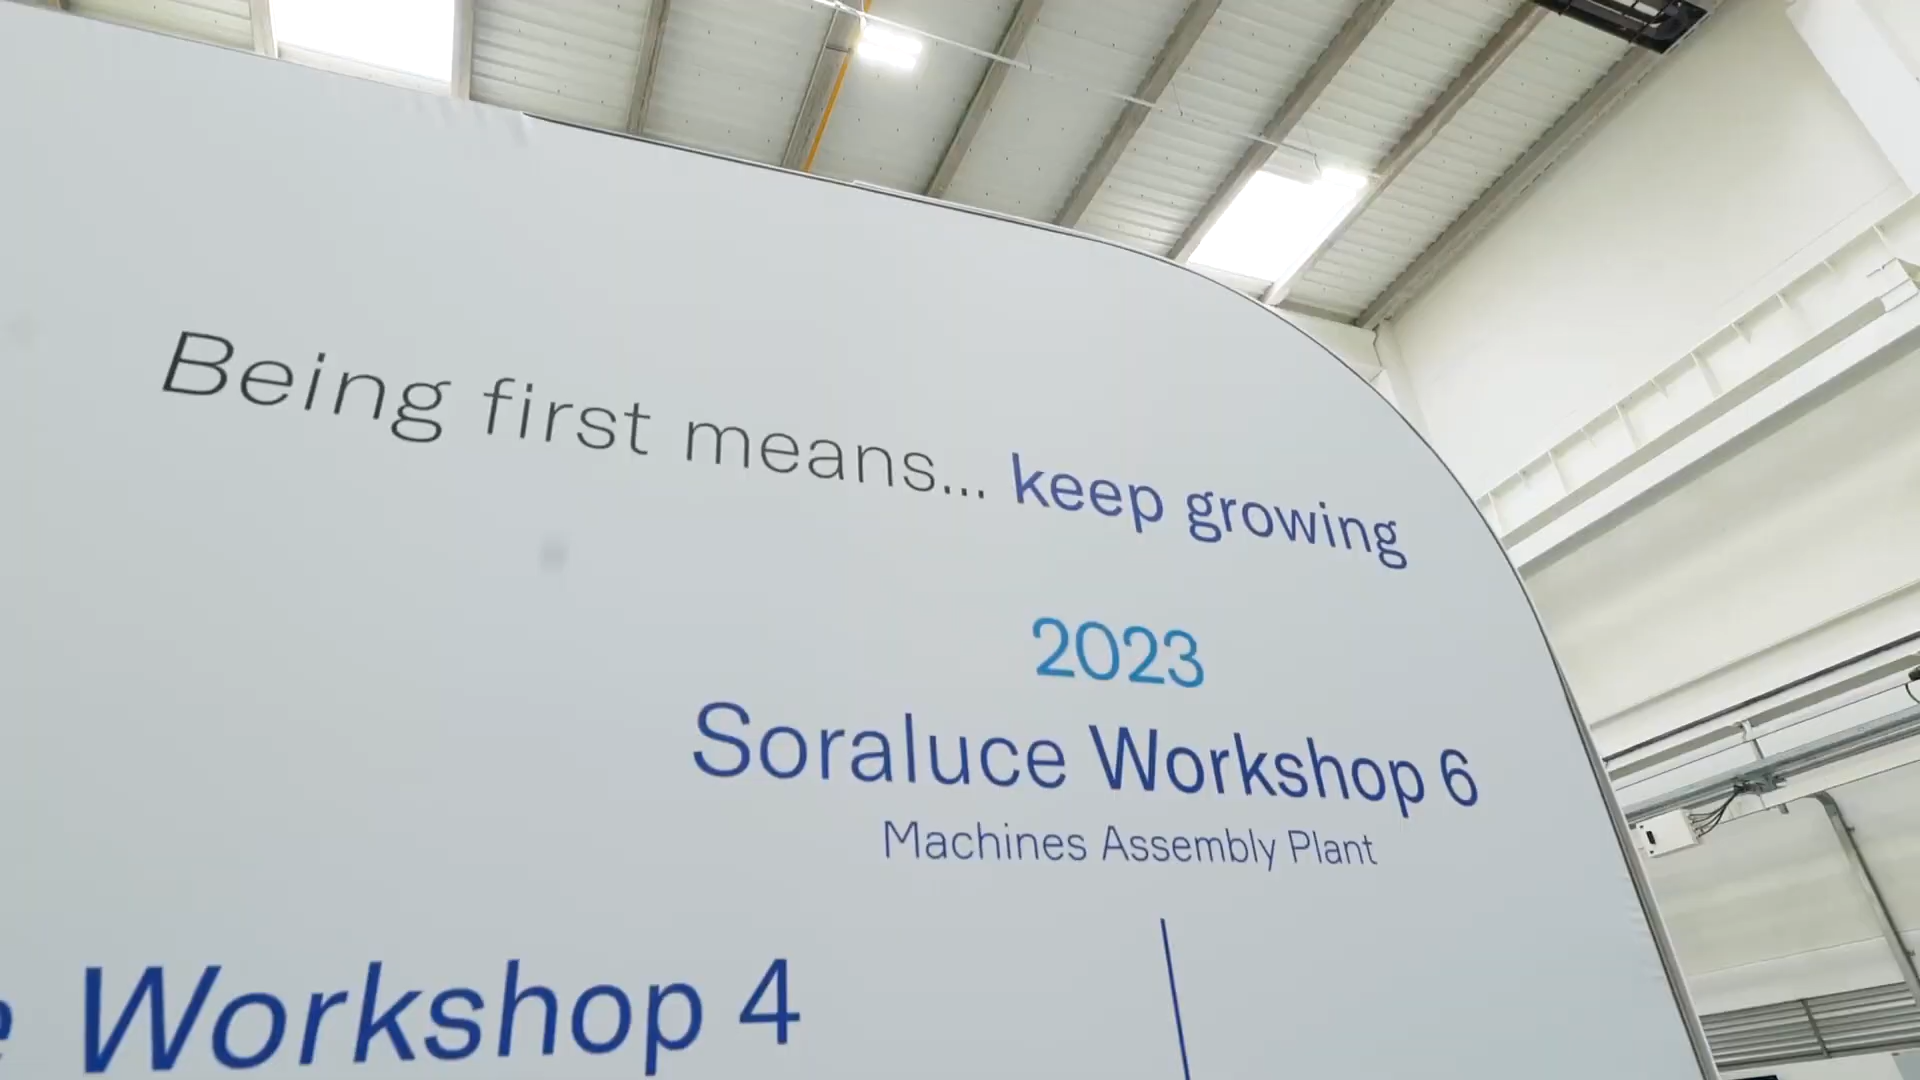 Being first means... keep growing
2023
Soraluce Workshop 6
Machines Assembly Plant
Workshop 4